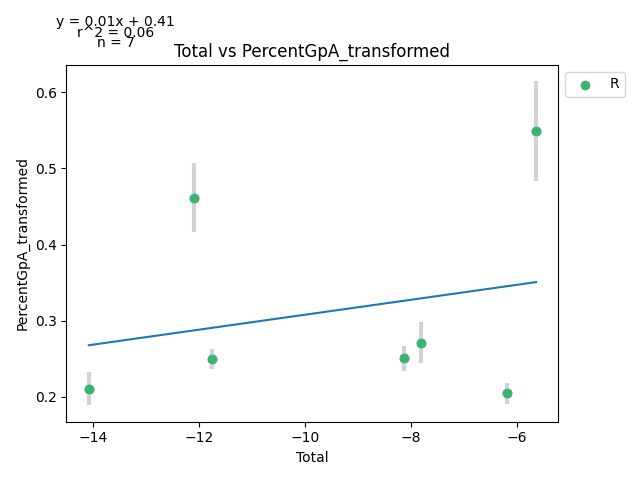 y = 0.01x + 0.41
r^2 = 0.06
n = 7
Total vs PercentGpA_transformed
R
PercentGpA_transformed
0.6
0.5
0.4
0.3
0.2
−14
−12
−10
−8
−6
Total